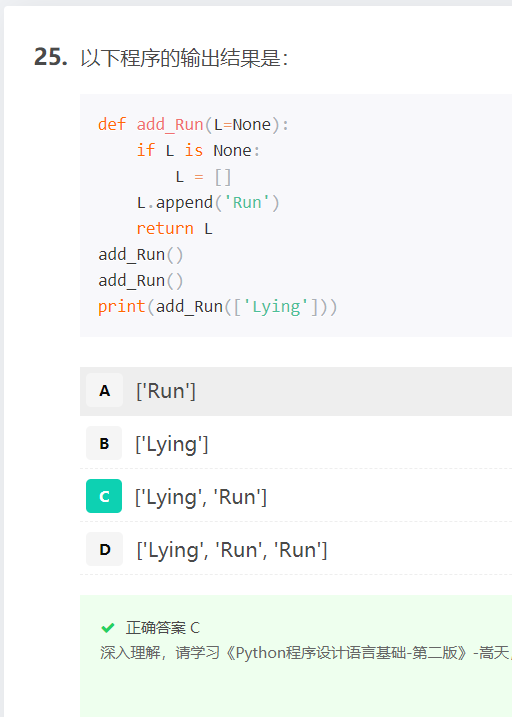 25. 以下程序的输出结果是：
def add_Run(L=None):
    if L is None:
        L = []
    L.append('Run')
    return L
add_Run()
add_Run()
print(add_Run(['Lying']))
A ['Run']
B ['Lying']
C ['Lying', 'Run']
D ['Lying', 'Run', 'Run']
正确答案 C
深入理解，请学习《Python程序设计语言基础-第二版》-嵩天，